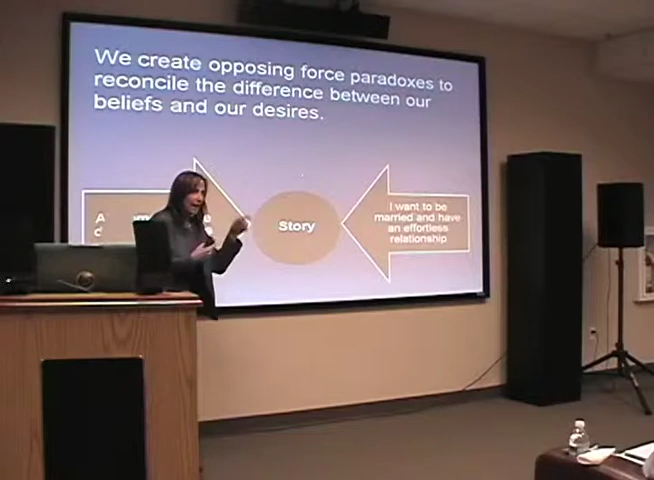 We create opposing force paradoxes to
reconcile the difference between our
beliefs and our desires.
Story
I want to be
married and have
an effortless
relationship